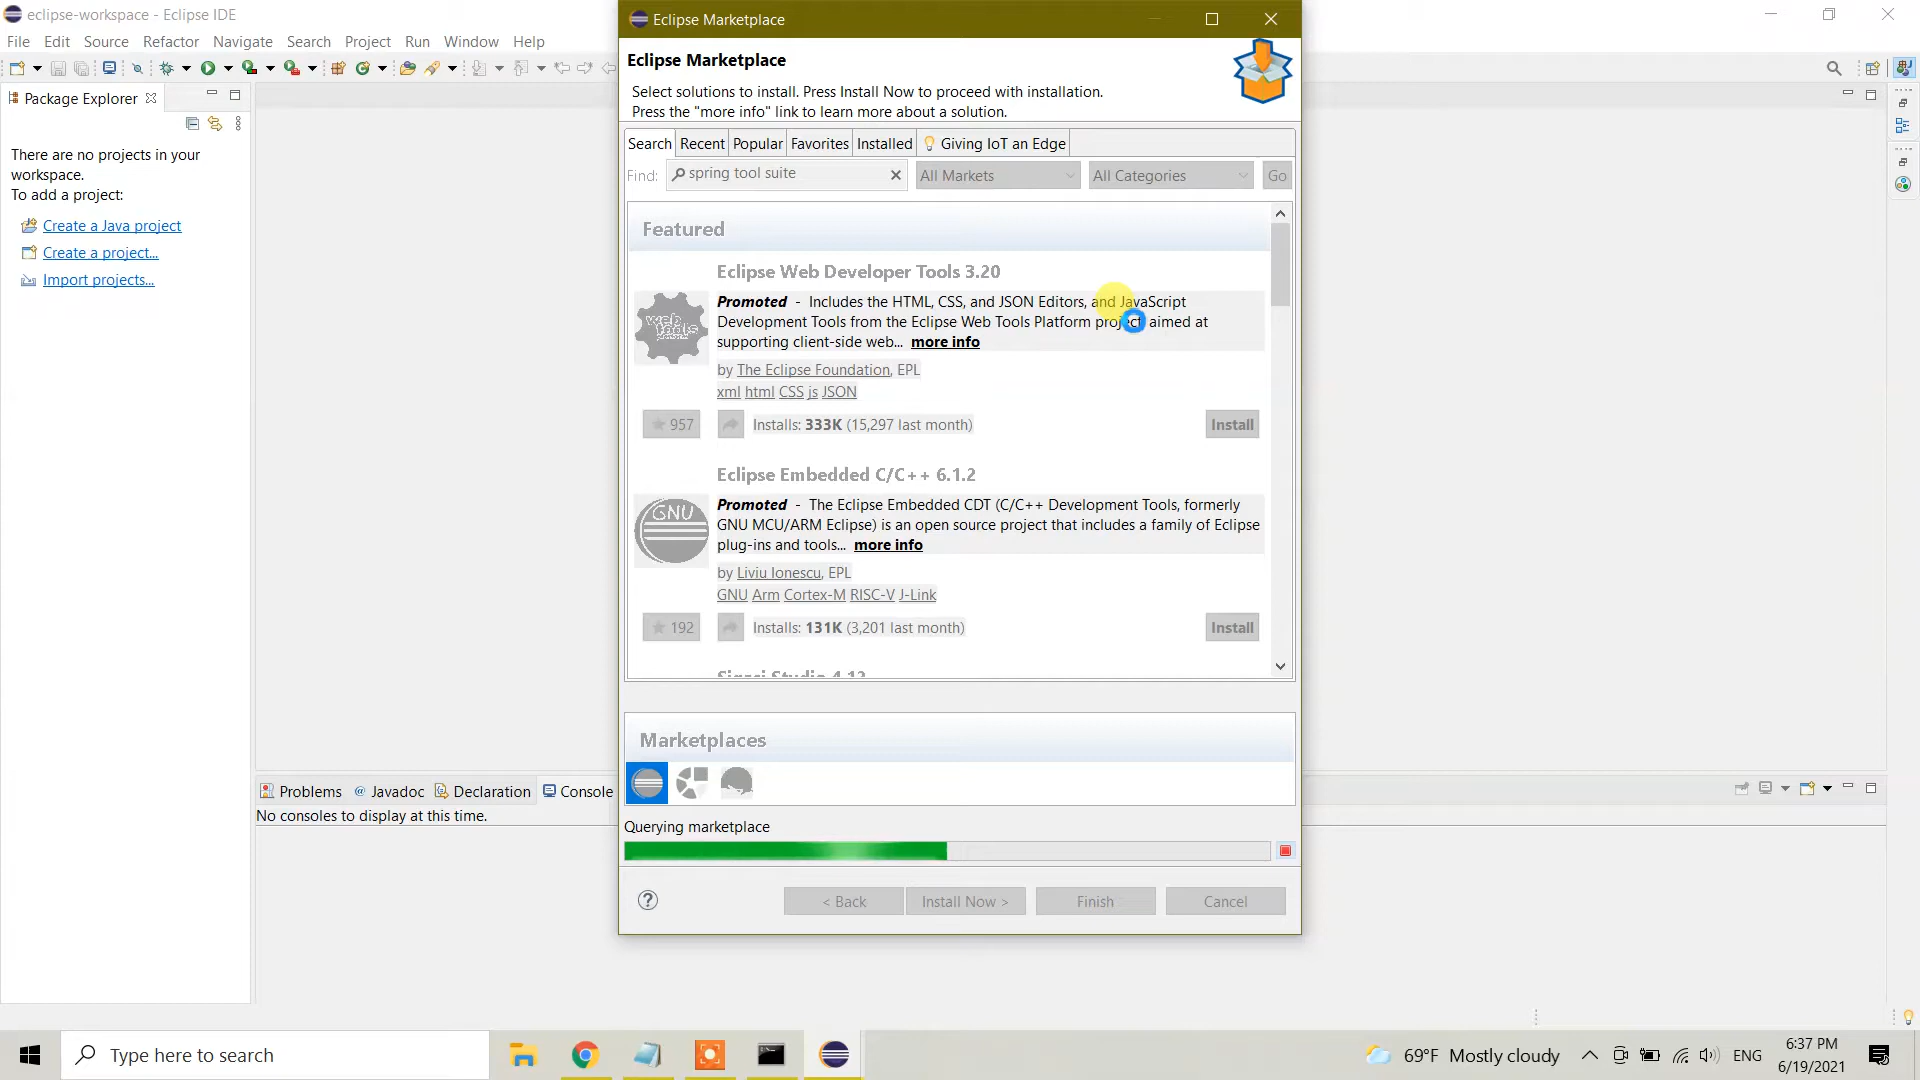 eclipse-workspace - Eclipse IDE
File Edit Source Refactor Navigate Search Project Run Window Help
Package Explorer
There are no projects in your
workspace.
To add a project:
Create a Java project
Create a project...
Import projects...
Eclipse Marketplace
Eclipse Marketplace
Select solutions to install. Press Install Now to proceed with installation.
Press the "more info" link to learn more about a solution.
Search Recent Popular Favorites Installed Giving IoT an Edge
Find: spring tool suite All Markets All Categories Go
Featured
Eclipse Web Developer Tools 3.20
Promoted - Includes the HTML, CSS, and JSON Editors, and JavaScript
Development Tools from the Eclipse Web Tools Platform project aimed at
supporting client-side web... more info
by The Eclipse Foundation, EPL
xml html CSS js JSON
957 Installs: 333K (15,297 last month) Install
Eclipse Embedded C/C++ 6.1.2
GNU
Promoted - The Eclipse Embedded CDT (C/C++ Development Tools, formerly
GNU MCU/ARM Eclipse) is an open source project that includes a family of Eclipse
plug-ins and tools... more info
by Liviu Ionescu, EPL
GNU Arm Cortex-M RISC-V J-Link
192 Installs: 131K (3,201 last month) Install
Marketplaces
Querying marketplace
< Back Install Now > Finish Cancel
Problems Javadoc Declaration Console
No consoles to display at this time.
Type here to search
69°F Mostly cloudy
ENG
6:37 PM
6/19/2021